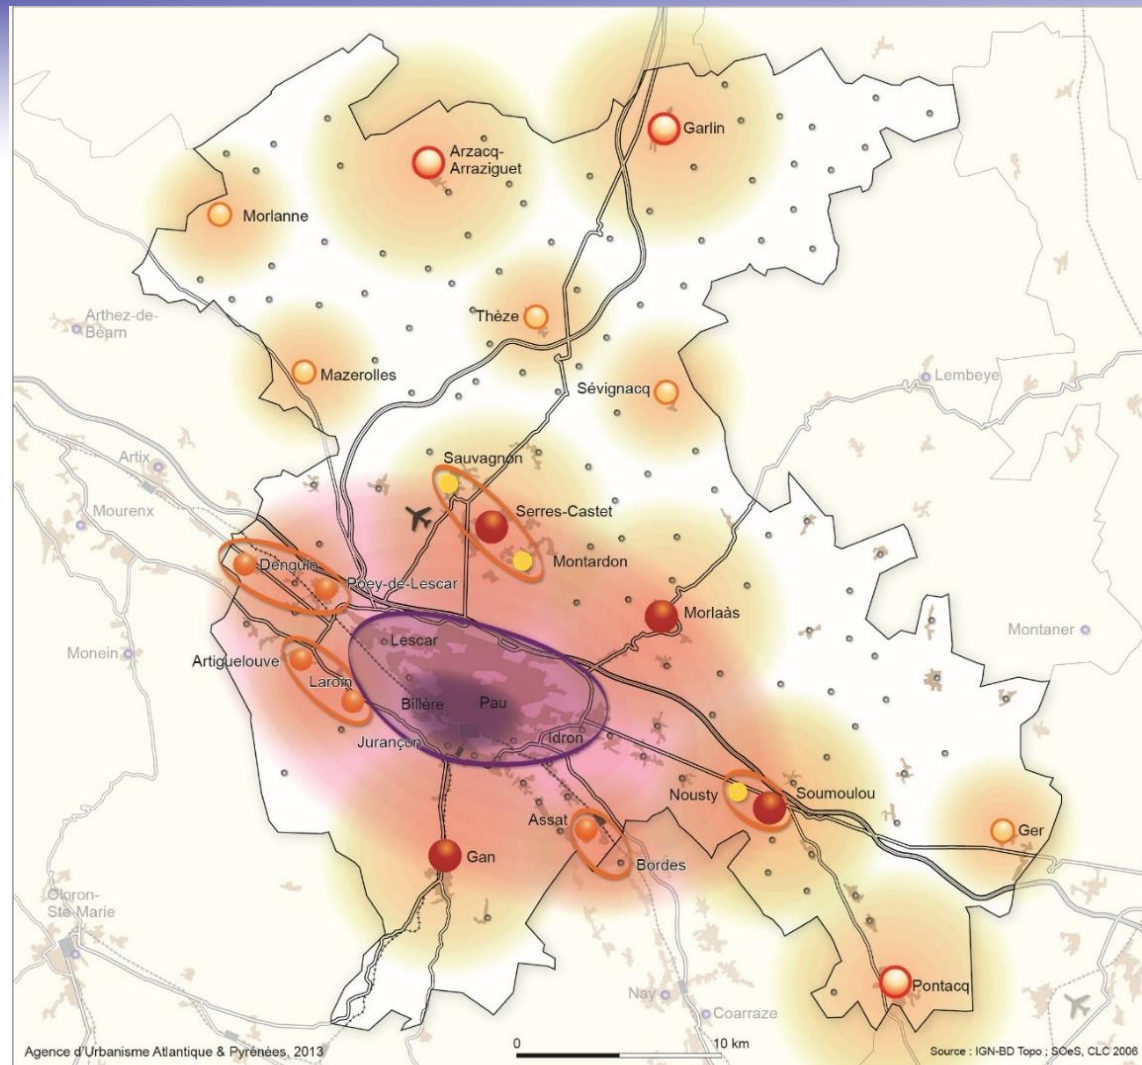 Garlin
Arzacq-
Arraziguet
Morlanne
Arthez-de-
Béarn
Thèze
Mazerolles
Sévignacq
Lembeye
Artix
Sauvagnon
Mourenx
Serres-Castet
Montardon
Denguin
Poey-de-Lescar
Morlaàs
Lescar
Montaner
Monein
Artiguelouve
Laroin
Billère
Pau
Jurançon
Idron
Nousty
Soumoulou
Assat
Ger
Gan
Bordes
Oloron-
Ste-Marie
Pontacq
Nay
Coarraze
Agence d'Urbanisme Atlantique & Pyrénées, 2013
0 10 km
Source : IGN-BD Topo ; SOeS, CLC 2006